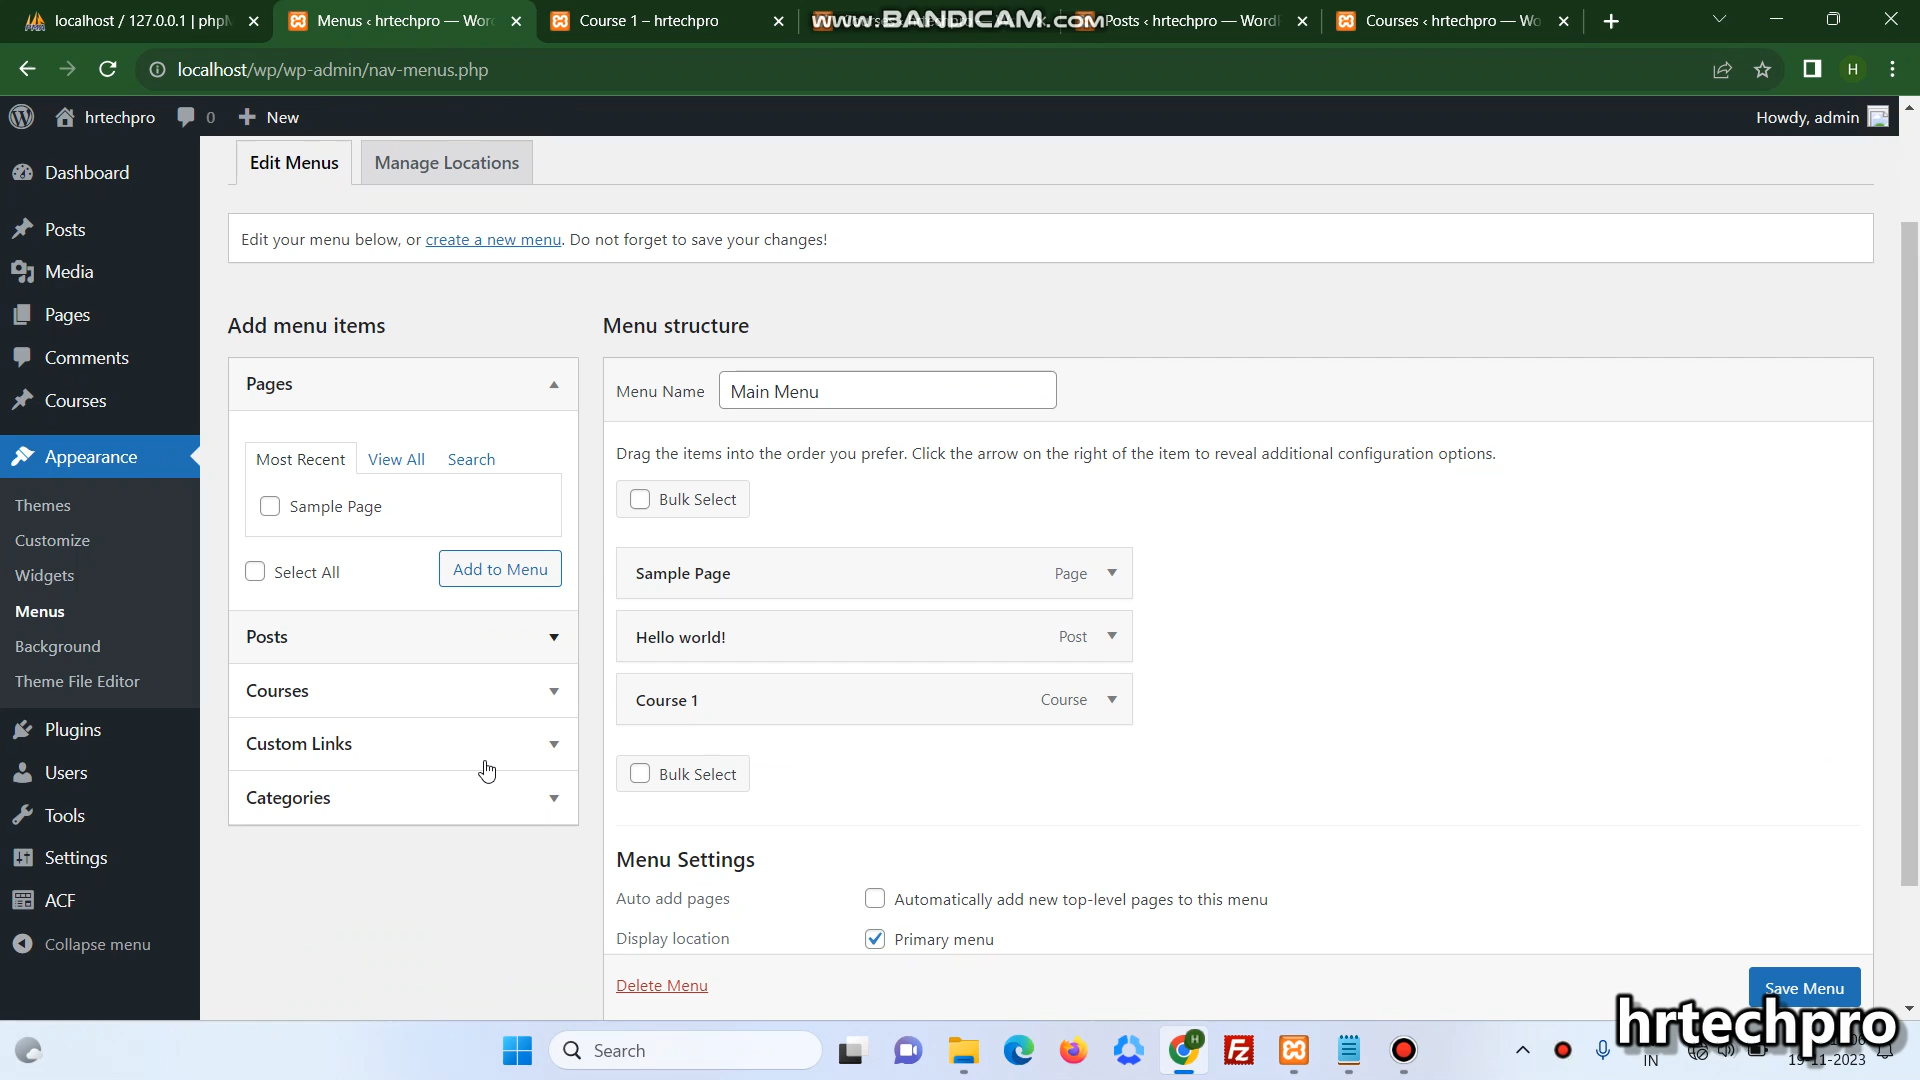 localhost / 127.0.0.1 | php
Menus ‹ hrtechpro — Wor
Course 1 – hrtechpro
www.BANDICAM.com
Posts ‹ hrtechpro — WordP
Courses ‹ hrtechpro — Wo
localhost/wp/wp-admin/nav-menus.php
H
hrtechpro
0
New
Howdy, admin
Dashboard
Posts
Media
Pages
Comments
Courses
Appearance
Themes
Customize
Widgets
Menus
Background
Theme File Editor
Plugins
Users
Tools
Settings
ACF
Collapse menu
Edit Menus
Manage Locations
Edit your menu below, or create a new menu. Do not forget to save your changes!
Add menu items
Pages
Most Recent
View All
Search
Sample Page
Select All
Add to Menu
Posts
Courses
Custom Links
Categories
Menu structure
Menu Name
Main Menu
Drag the items into the order you prefer. Click the arrow on the right of the item to reveal additional configuration options.
Bulk Select
Sample Page
Page
Hello world!
Post
Course 1
Course
Bulk Select
Menu Settings
Auto add pages
Automatically add new top-level pages to this menu
Display location
Primary menu
Delete Menu
Save Menu
hrtechpro
Search
H
IN
19-11-2023